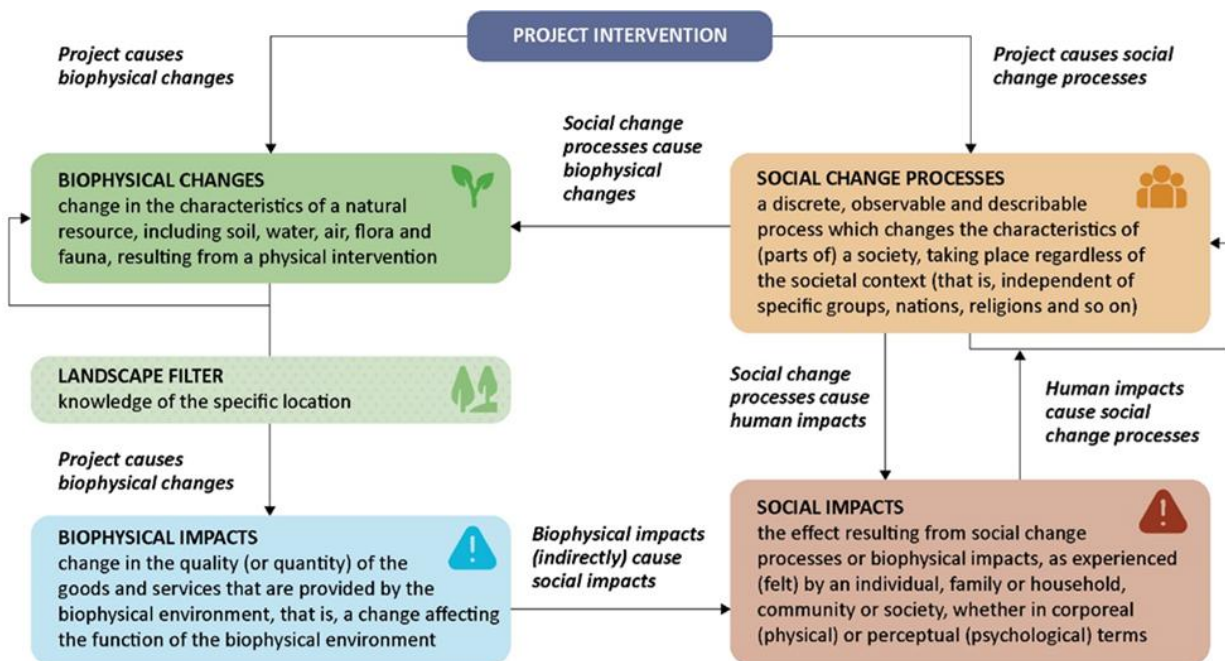 PROJECT INTERVENTION
Project causes
biophysical changes
Project causes social
change processes
Social change
processes cause
biophysical
changes
BIOPHYSICAL CHANGES
change in the characteristics of a natural
resource, including soil, water, air, flora and
fauna, resulting from a physical intervention
SOCIAL CHANGE PROCESSES
a discrete, observable and describable
process which changes the characteristics of
(parts of) a society, taking place regardless of
the societal context (that is, independent of
specific groups, nations, religions and so on)
LANDSCAPE FILTER
knowledge of the specific location
Social change
processes cause
human impacts
Human impacts
cause social
change processes
Project causes
biophysical changes
BIOPHYSICAL IMPACTS
change in the quality (or quantity) of the
goods and services that are provided by the
biophysical environment, that is, a change affecting
the function of the biophysical environment
Biophysical impacts
(indirectly) cause
social impacts
SOCIAL IMPACTS
the effect resulting from social change
processes or biophysical impacts, as experienced
(felt) by an individual, family or household,
community or society, whether in corporeal
(physical) or perceptual (psychological) terms